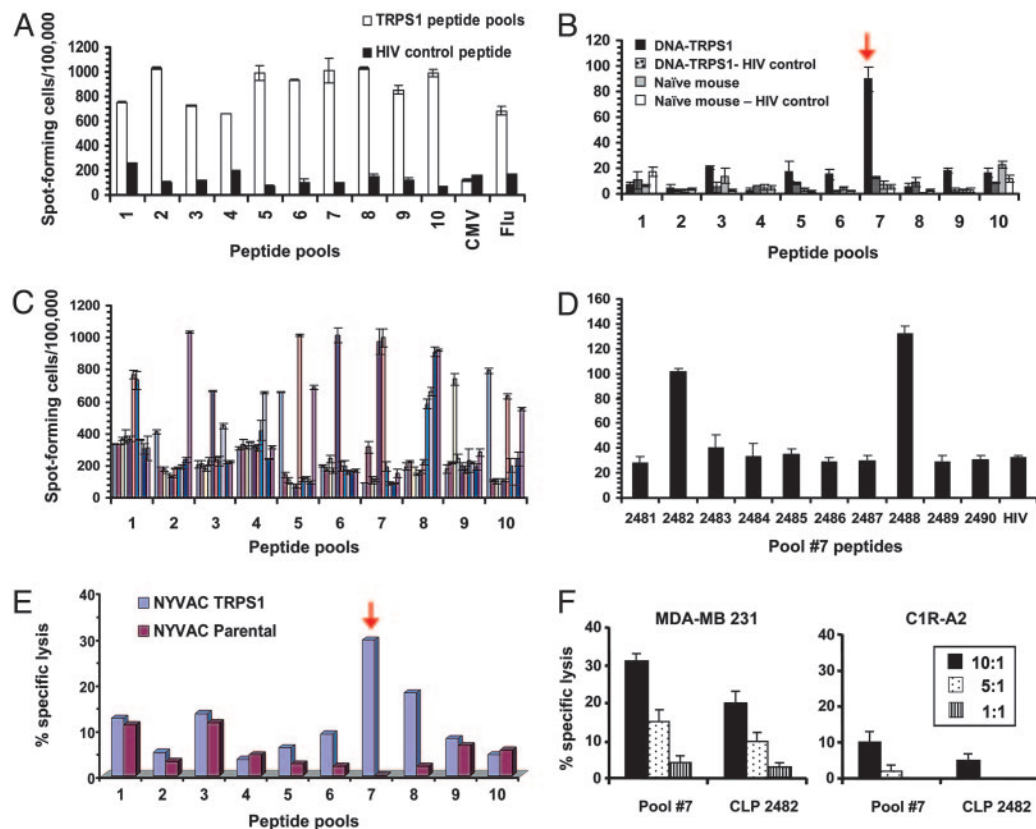 A
TRPS1 peptide pools
HIV control peptide
Spot-forming cells/100,000
1200
1000
800
600
400
200
0
1 2 3 4 5 6 7 8 9 10 CMV Flu
Peptide pools
B
DNA-TRPS1
DNA-TRPS1- HIV control
Naïve mouse
Naïve mouse – HIV control
120
100
80
60
40
20
0
1 2 3 4 5 6 7 8 9 10
Peptide pools
C
Spot-forming cells/100,000
1200
1000
800
600
400
200
0
1 2 3 4 5 6 7 8 9 10
Peptide pools
D
160
140
120
100
80
60
40
20
0
2481 2482 2483 2484 2485 2486 2487 2488 2489 2490 HIV
Pool #7 peptides
E
NYVAC TRPS1
NYVAC Parental
% specific lysis
40
30
20
10
0
1 2 3 4 5 6 7 8 9 10
Peptide pools
F
MDA-MB 231
% specific lysis
40
30
20
10
0
Pool #7 CLP 2482
C1R-A2
10:1
5:1
1:1
40
30
20
10
0
Pool #7 CLP 2482